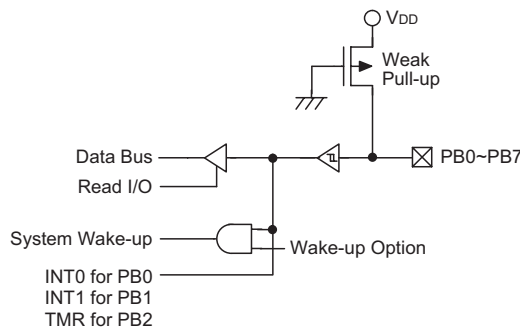 VDD
Weak
Pull-up
Data Bus
PB0~PB7
Read I/O
System Wake-up
Wake-up Option
INT0 for PB0
INT1 for PB1
TMR for PB2